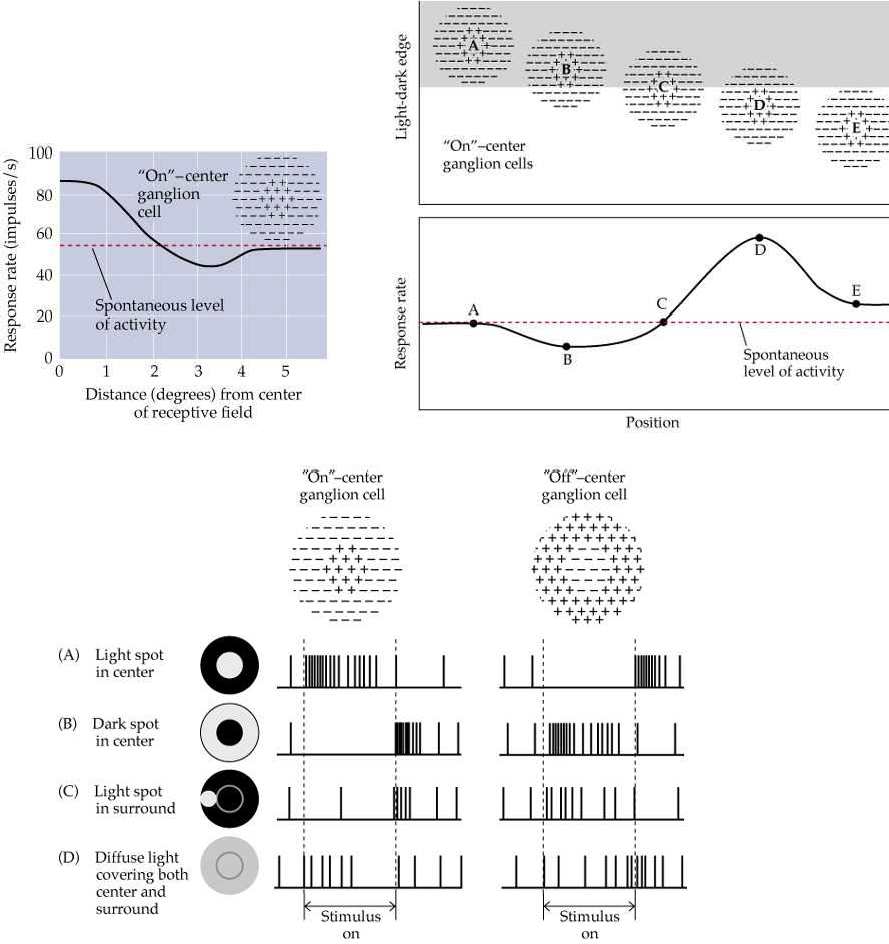 Light-dark edge
A
B
C
D
E
"On"–center
ganglion cells
Response rate (impulses/s)
100
80
60
40
20
0
0 1 2 3 4 5
"On"–center
ganglion
cell
Spontaneous level
of activity
Distance (degrees) from center
of receptive field
Response rate
A
B
C
D
E
Spontaneous
level of activity
Position
"On"–center
ganglion cell
"Off"–center
ganglion cell
(A) Light spot
in center
(B) Dark spot
in center
(C) Light spot
in surround
(D) Diffuse light
covering both
center and
surround
Stimulus
on
Stimulus
on